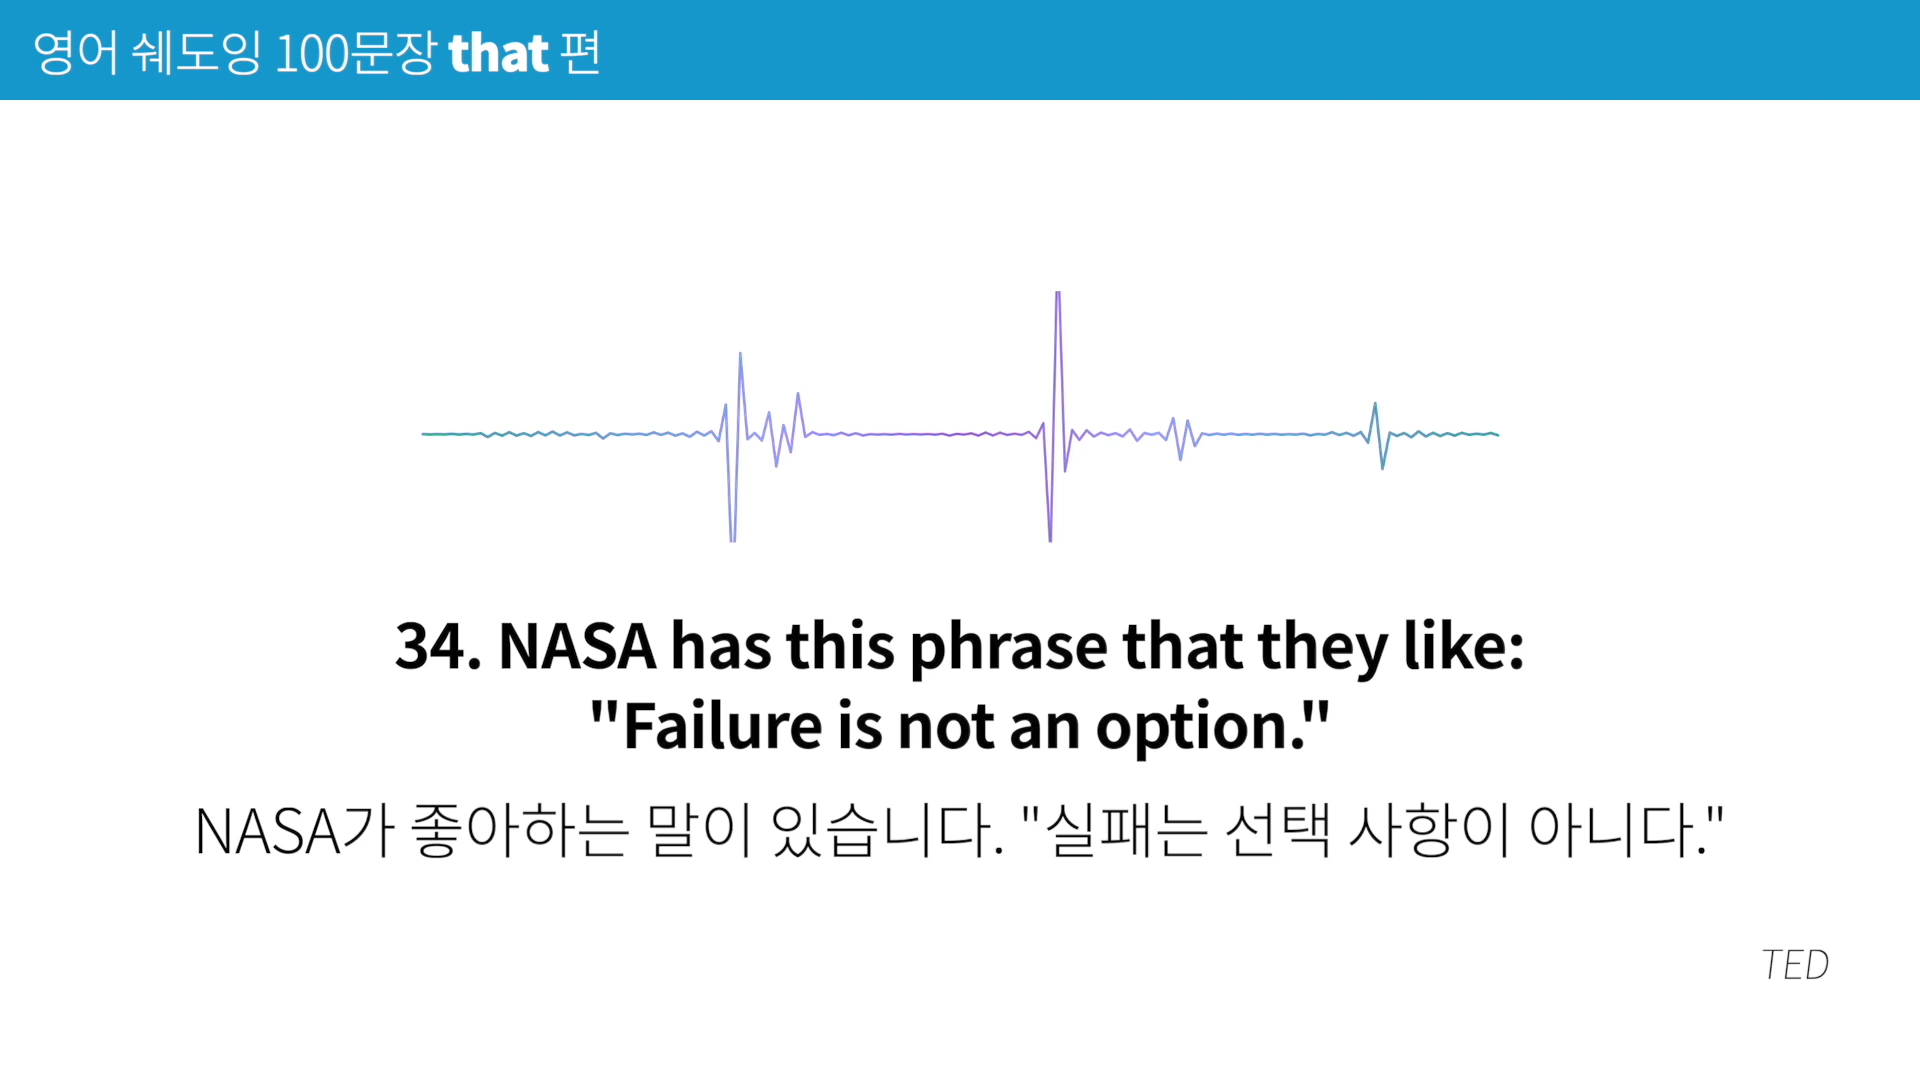 영어 쉐도잉 100문장 that 편
34. NASA has this phrase that they like:
"Failure is not an option."
NASA가 좋아하는 말이 있습니다. "실패는 선택 사항이 아니다."
TED